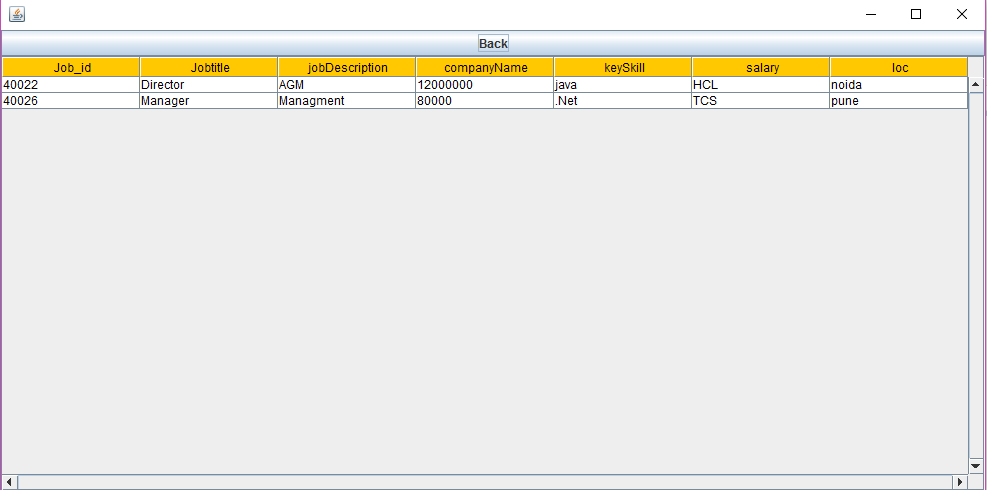 Back
Job_id Jobtitle jobDescription companyName keySkill salary loc
40022 Director AGM 12000000 java HCL noida
40026 Manager Managment 80000 .Net TCS pune